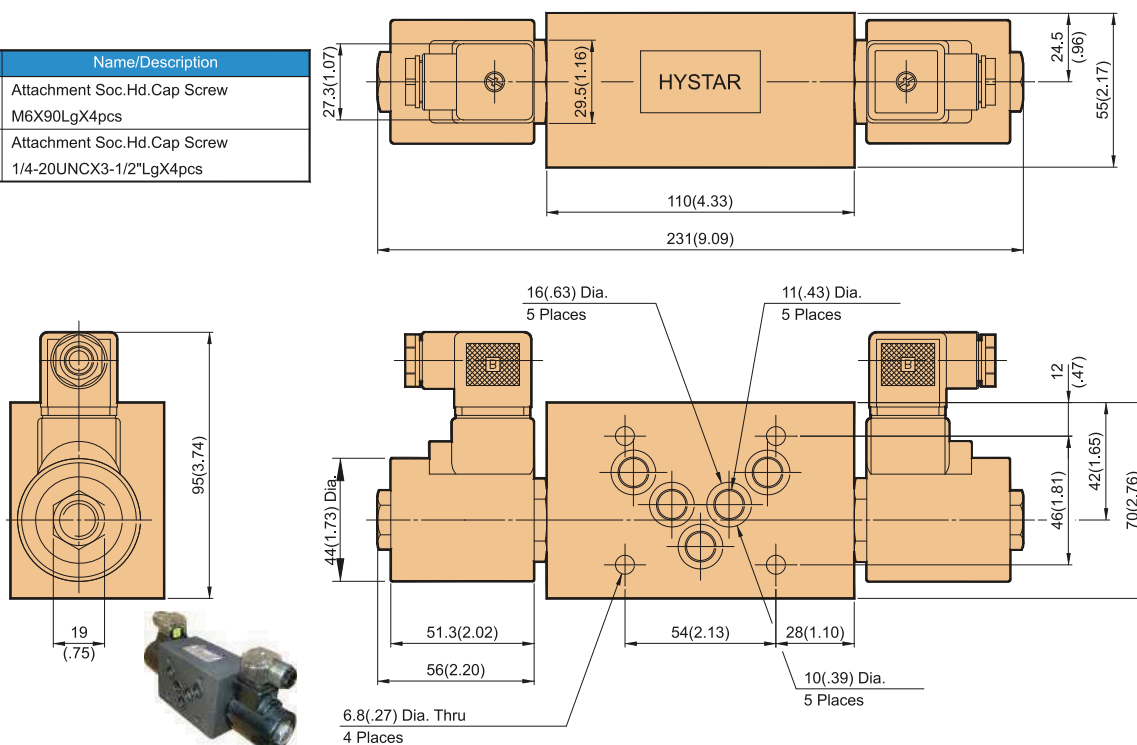 Name/Description
Attachment Soc.Hd.Cap Screw
M6X90LgX4pcs
Attachment Soc.Hd.Cap Screw
1/4-20UNCX3-1/2"LgX4pcs
27.3(1.07)
29.5(1.16)
HYSTAR
24.5
(.96)
55(2.17)
110(4.33)
231(9.09)
16(.63) Dia.
5 Places
11(.43) Dia.
5 Places
B
B
12
(.47)
95(3.74)
44(1.73) Dia.
46(1.81)
42(1.65)
70(2.76)
19
(.75)
51.3(2.02)
56(2.20)
54(2.13)
28(1.10)
10(.39) Dia.
5 Places
6.8(.27) Dia. Thru
4 Places